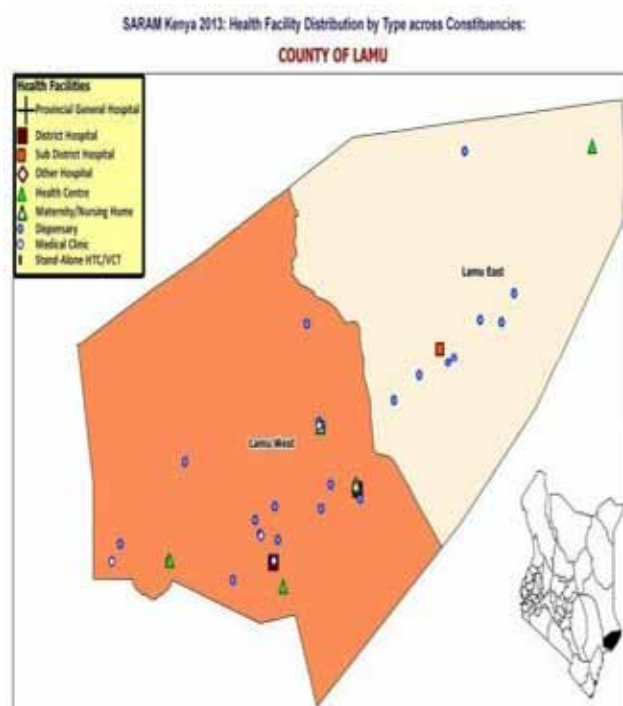 SARAM Kenya 2013: Health Facility Distribution by Type across Constituencies:
COUNTY OF LAMU
Health Facilities
Provincial General Hospital
District Hospital
Sub District Hospital
Other Hospital
Health Centre
Maternity/Nursing Home
Dispensary
Medical Clinic
Stand-Alone HTC/VCT
Lamu East
Lamu West